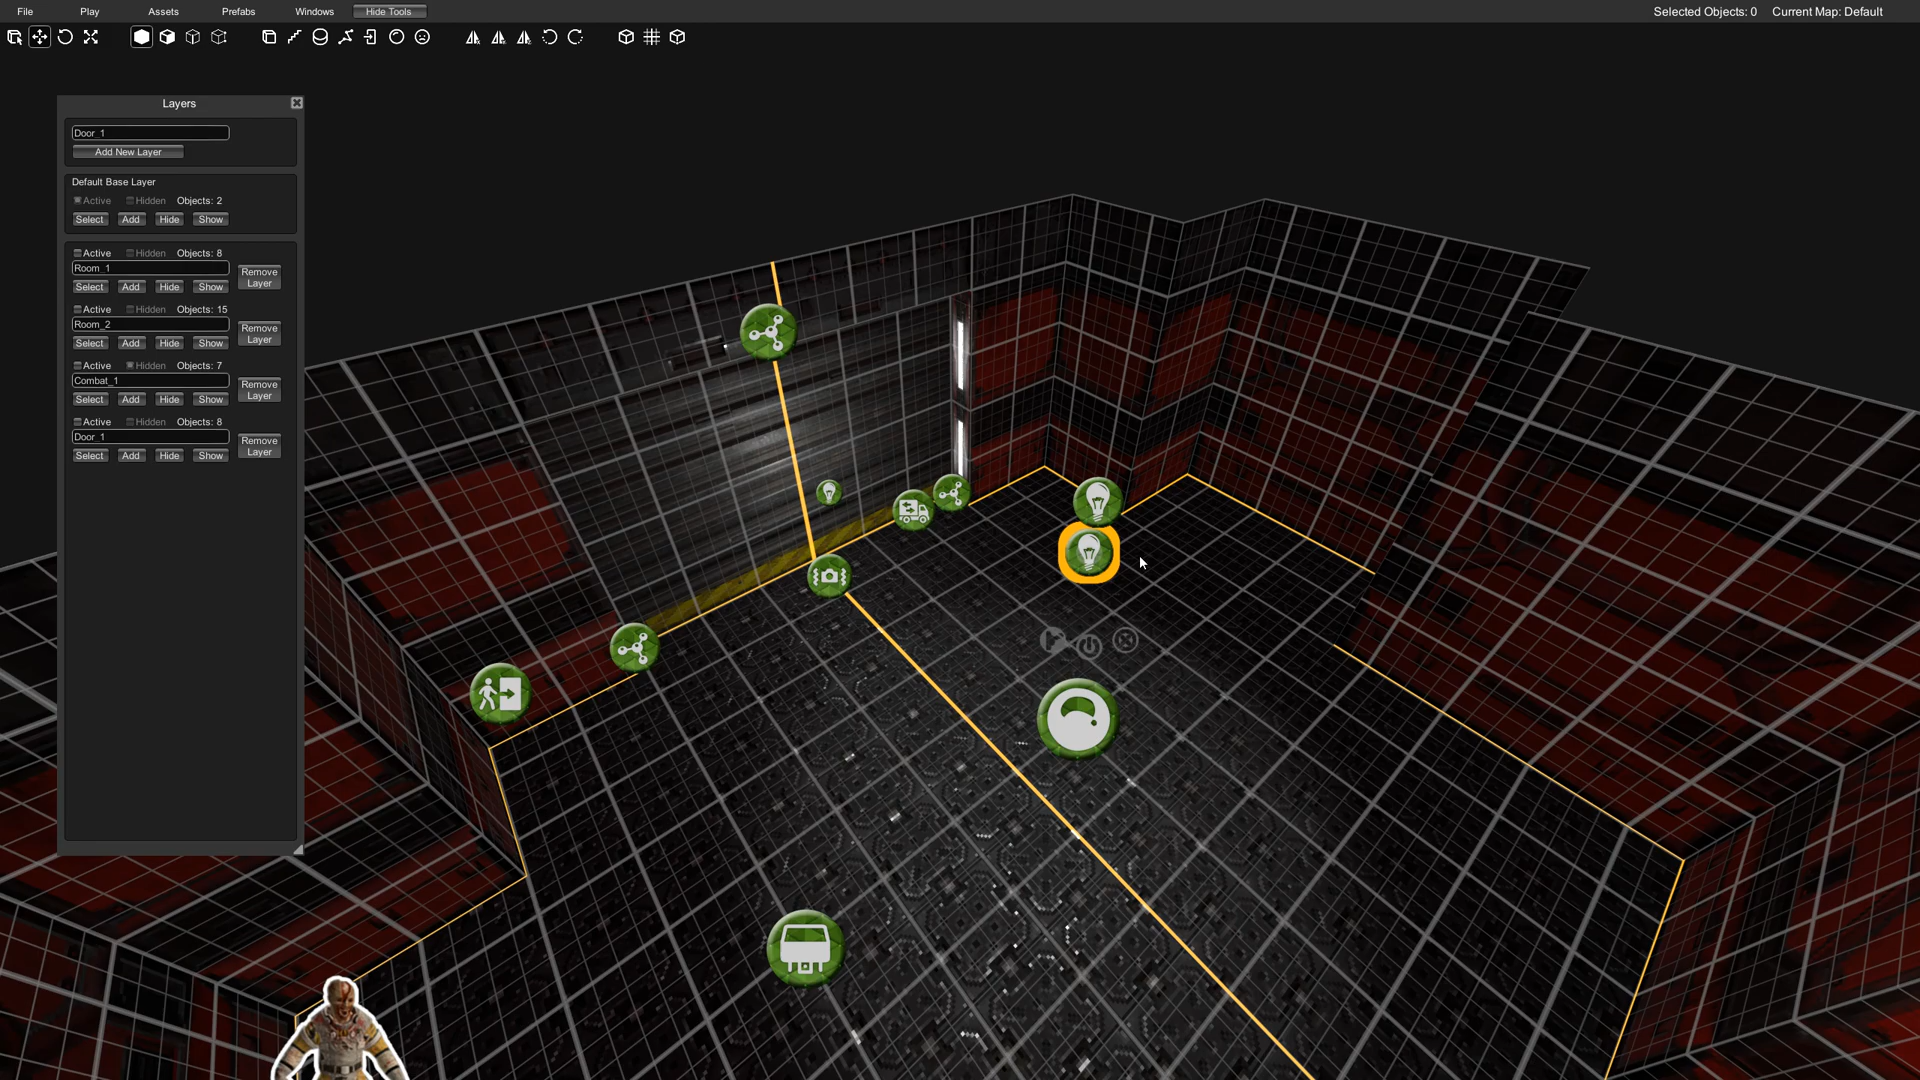 File Play Assets Prefabs Windows Hide Tools Selected Objects: 0 Current Map: Default
Layers
Door_1
Add New Layer
Default Base Layer
Active Hidden Objects: 2
Select Add Hide Show
Active Hidden Objects: 8
Room_1
Remove Layer
Select Add Hide Show
Active Hidden Objects: 15
Room_2
Remove Layer
Select Add Hide Show
Active Hidden Objects: 7
Combat_1
Remove Layer
Select Add Hide Show
Active Hidden Objects: 8
Door_1
Remove Layer
Select Add Hide Show